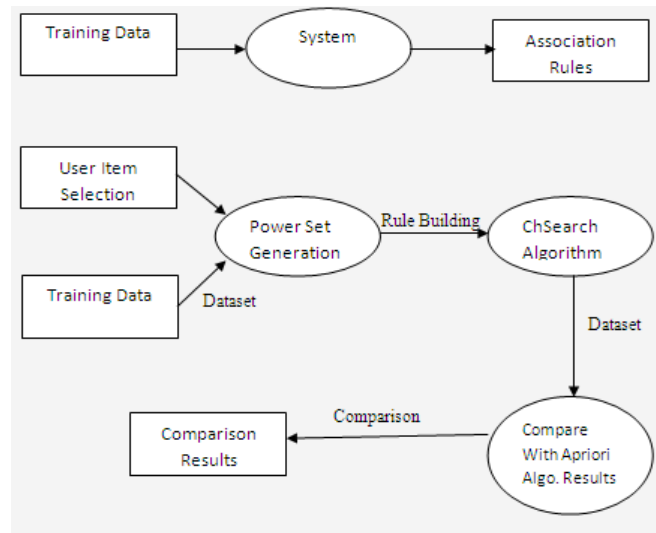 Training Data
System
Association
Rules
User Item
Selection
Power Set
Generation
Rule Building
ChSearch
Algorithm
Training Data
Dataset
Dataset
Comparison
Comparison
Results
Compare
With Apriori
Algo. Results